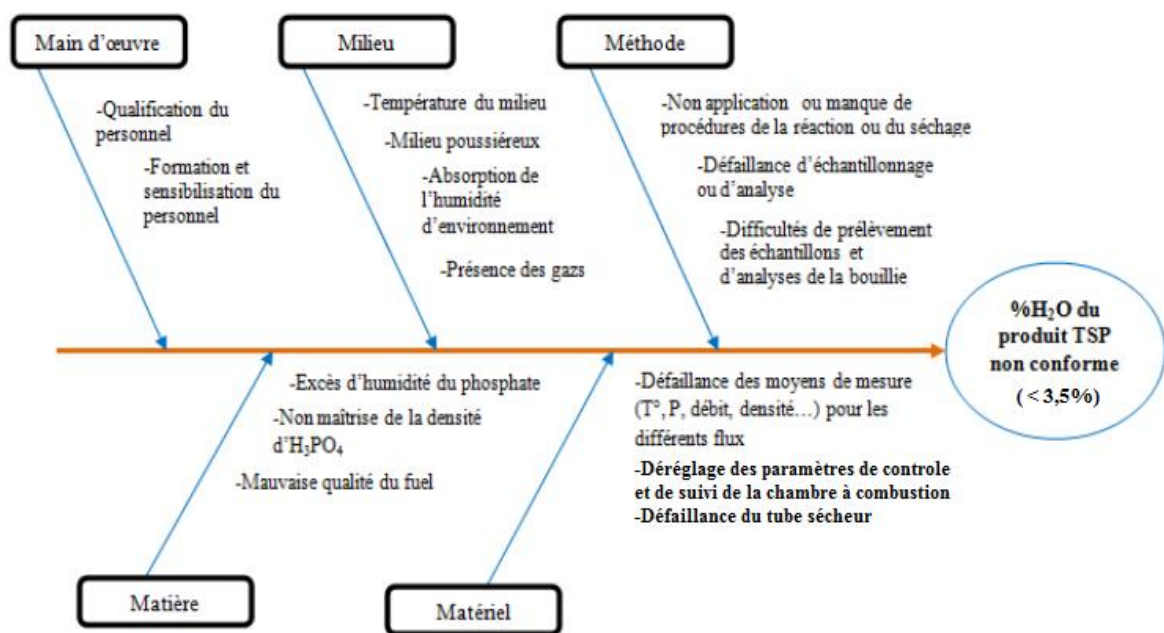 Main d'œuvre
Milieu
Méthode
-Qualification du
personnel
-Formation et
sensibilisation du
personnel
-Température du milieu
-Milieu poussiéreux
-Absorption de
l'humidité
d'environnement
-Présence des gazs
-Non application ou manque de
procédures de la réaction ou du séchage
-Défaillance d'échantillonnage
ou d'analyse
-Difficultés de prélèvement
des échantillons et
d'analyses de la bouillie
%H₂O du
produit TSP
non conforme
( < 3,5%)
-Excès d'humidité du phosphate
-Non maîtrise de la densité
d'H₃PO₄
-Mauvaise qualité du fuel
-Défaillance des moyens de mesure
(T°, P, débit, densité…) pour les
différents flux
-Déréglage des paramètres de controle
et de suivi de la chambre à combustion
-Défaillance du tube sécheur
Matière
Matériel